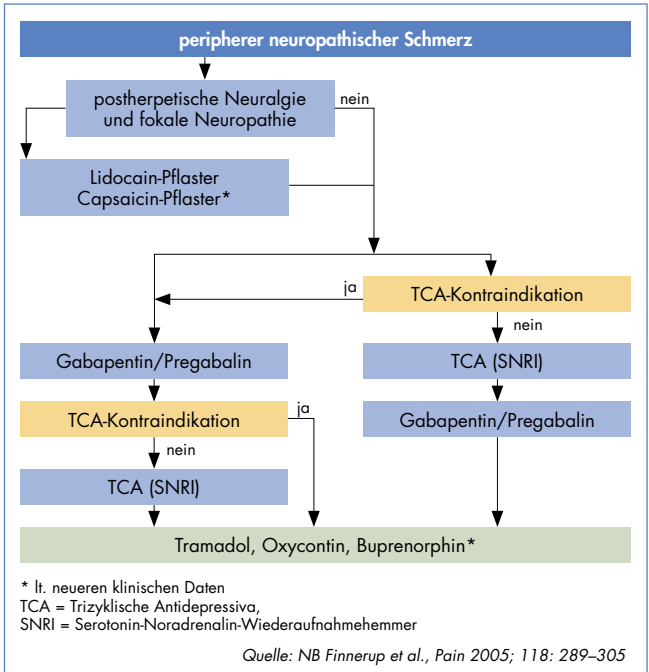 peripherer neuropathischer Schmerz
postherpetische Neuralgie
und fokale Neuropathie
nein
Lidocain-Pflaster
Capsaicin-Pflaster*
ja
TCA-Kontraindikation
nein
Gabapentin/Pregabalin
TCA (SNRI)
TCA-Kontraindikation
ja
Gabapentin/Pregabalin
nein
TCA (SNRI)
Tramadol, Oxycontin, Buprenorphin*
* lt. neueren klinischen Daten
TCA = Trizyklische Antidepressiva,
SNRI = Serotonin-Noradrenalin-Wiederaufnahmehemmer
Quelle: NB Finnerup et al., Pain 2005; 118: 289–305